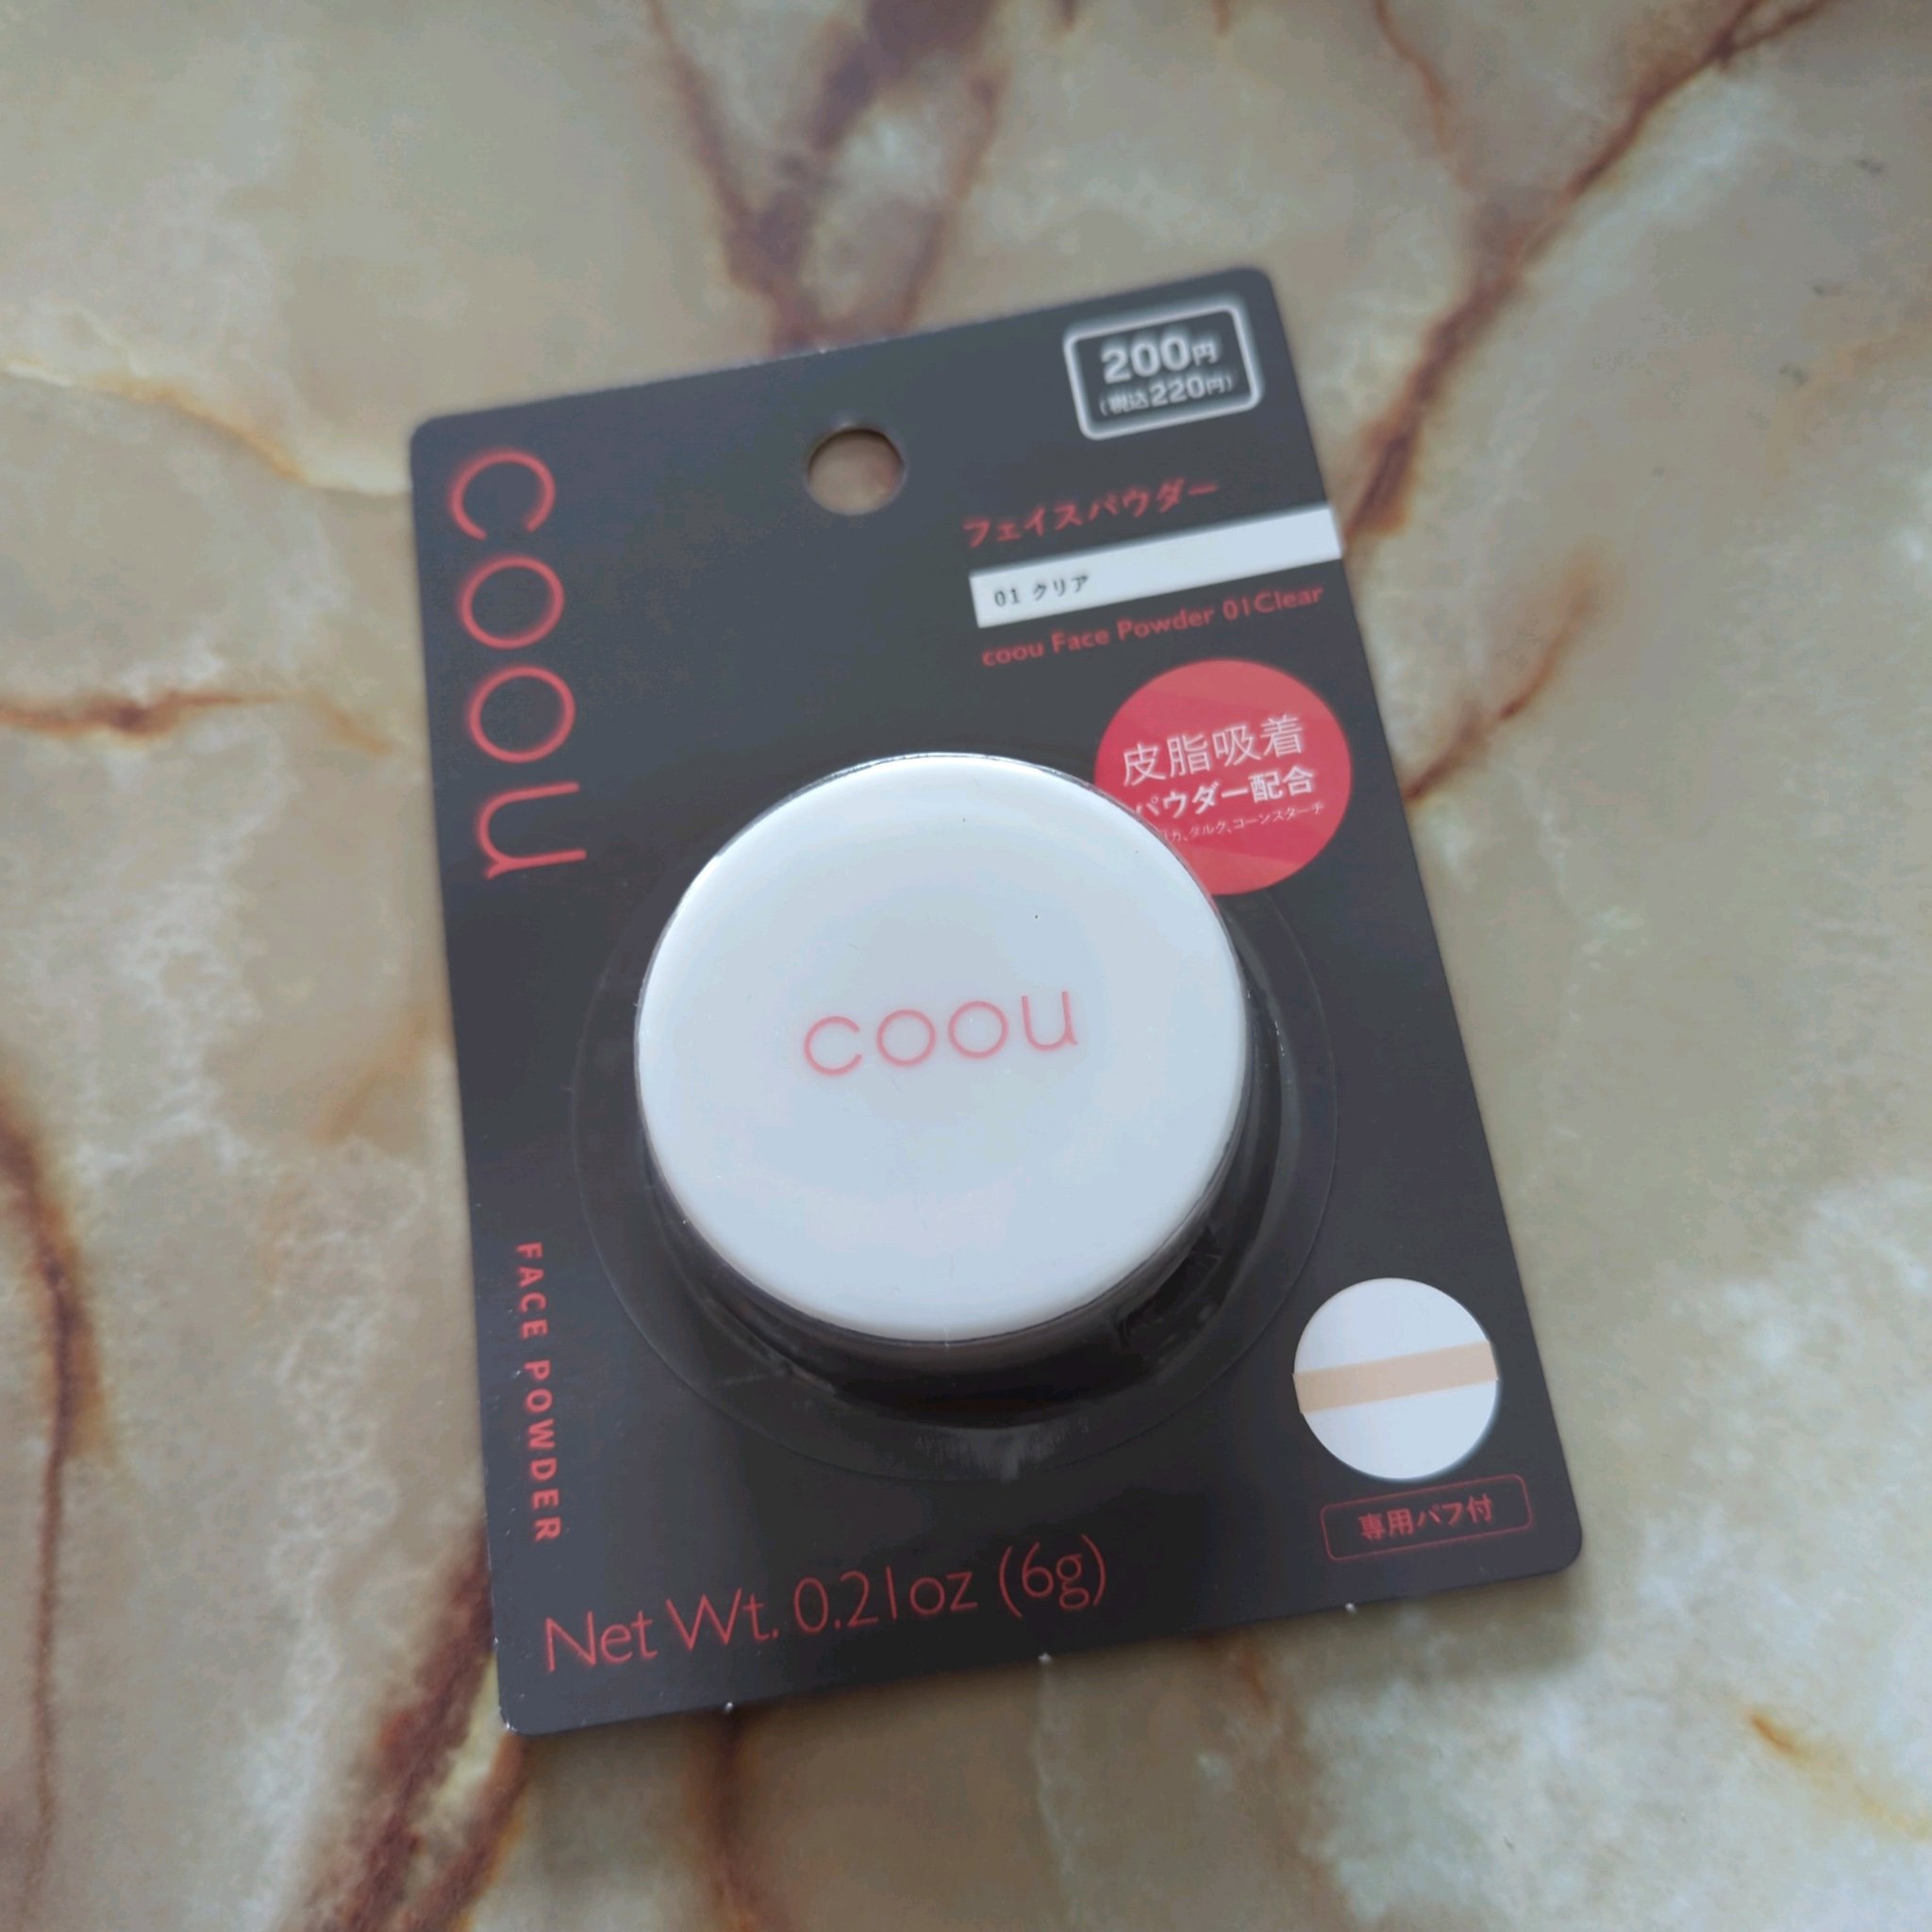 200円
(税込220円)
フェイスパウダー
01 クリア
coou Face Powder 01Clear
coou
皮脂吸着
パウダー配合
カ、タルク、コーンスターチ
coou
FACE POWDER
専用パフ付
Net Wt. 0.21oz (6g)